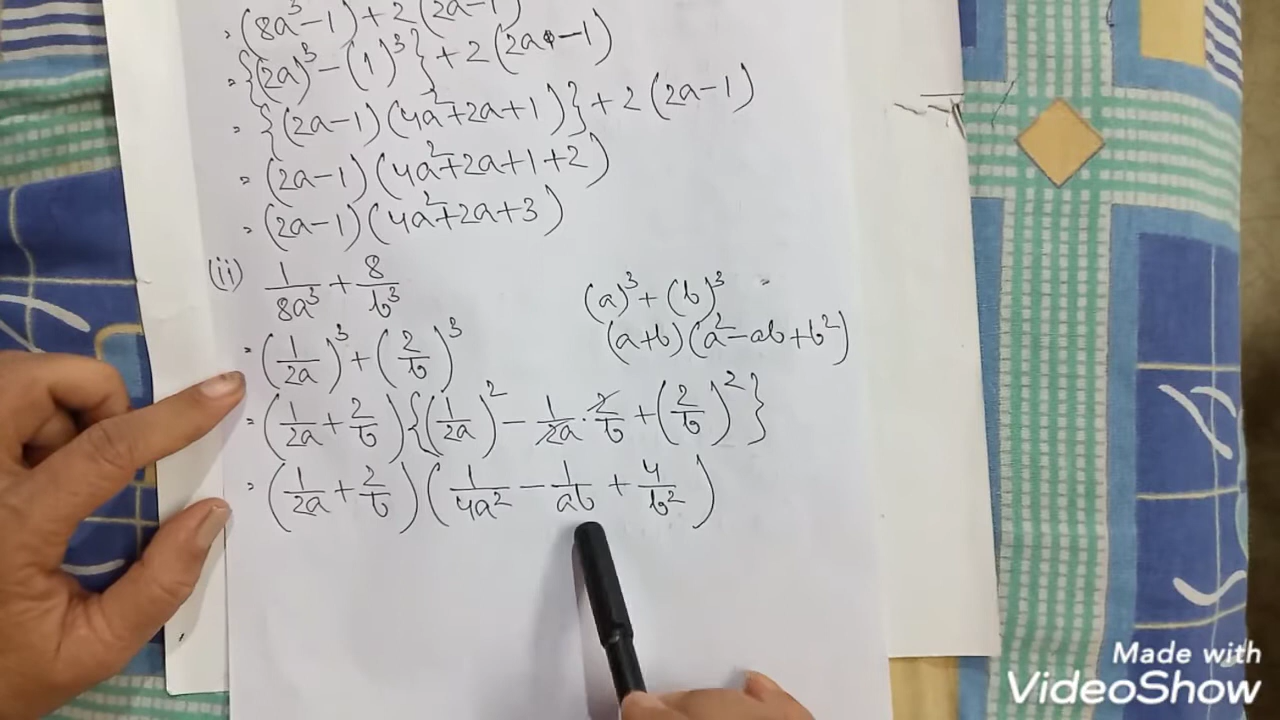 = (8a³-1)+2(2a-1)
= {(2a)³-(1)³}+2(2a-1)
= {(2a-1)(4a²+2a+1)}+2(2a-1)
= (2a-1)(4a²+2a+1+2)
= (2a-1)(4a²+2a+3)
(ii) 1/8a³ + 8/b³
= (1/2a)³ + (2/b)³
(a)³+(b)³ =
(a+b)(a²-ab+b²)
= (1/2a + 2/b){(1/2a)² - 1/2a · 2/b + (2/b)²}
= (1/2a + 2/b)(1/4a² - 1/ab + 4/b²)
Made with
VideoShow